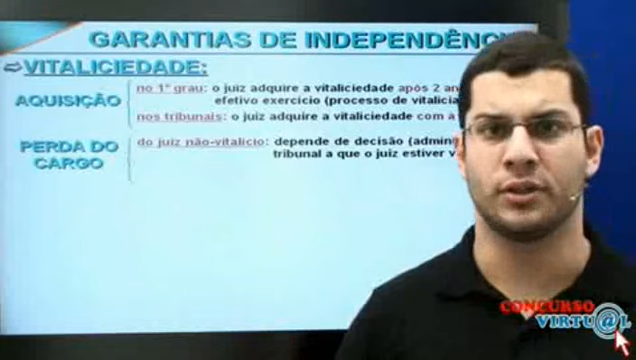 GARANTIAS DE INDEPENDÊNC
⇨VITALICIEDADE:
AQUISIÇÃO
no 1º grau: o juiz adquire a vitaliciedade após 2 an
efetivo exercício (processo de vitalicia
nos tribunais: o juiz adquire a vitaliciedade com a
PERDA DO
CARGO
do juiz não-vitalício: depende de decisão (admin
tribunal a que o juiz estiver v
CONCURSO
VIRTU@L